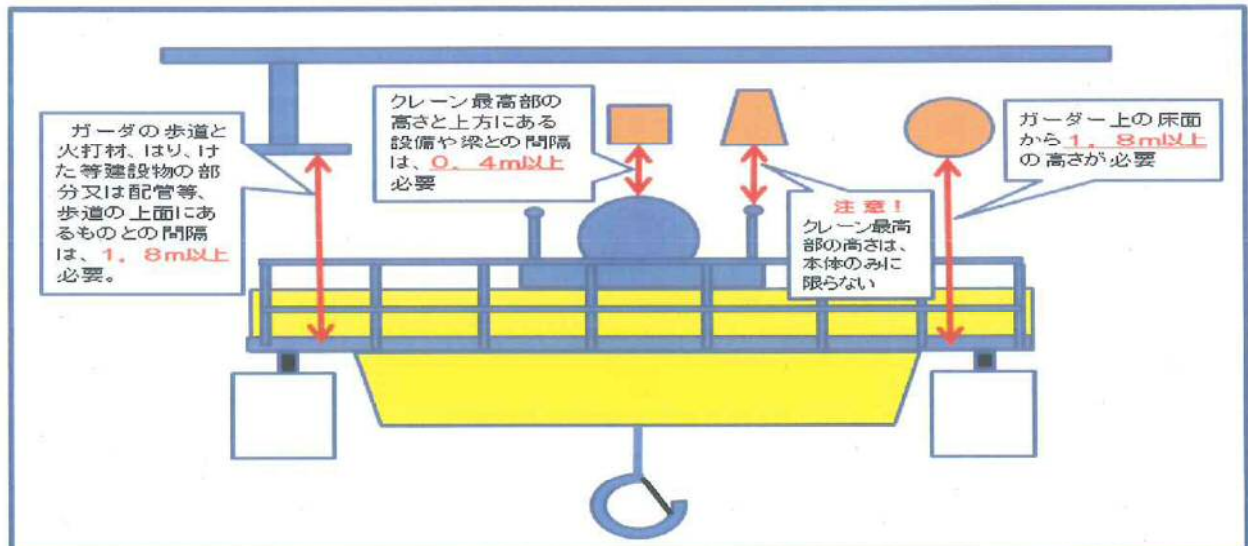 ガーダの歩道と
火打材、はり、け
た等建設物の部
分又は配管等、
歩道の上面にあ
るものとの間隔
は、１．８ｍ以上
必要。
クレーン最高部の
高さと上方にある
設備や梁との間隔
は、０．４ｍ以上
必要
注意！
クレーン最高
部の高さは、
本体のみに
限らない
ガーダー上の床面
から１．８ｍ以上
の高さが必要